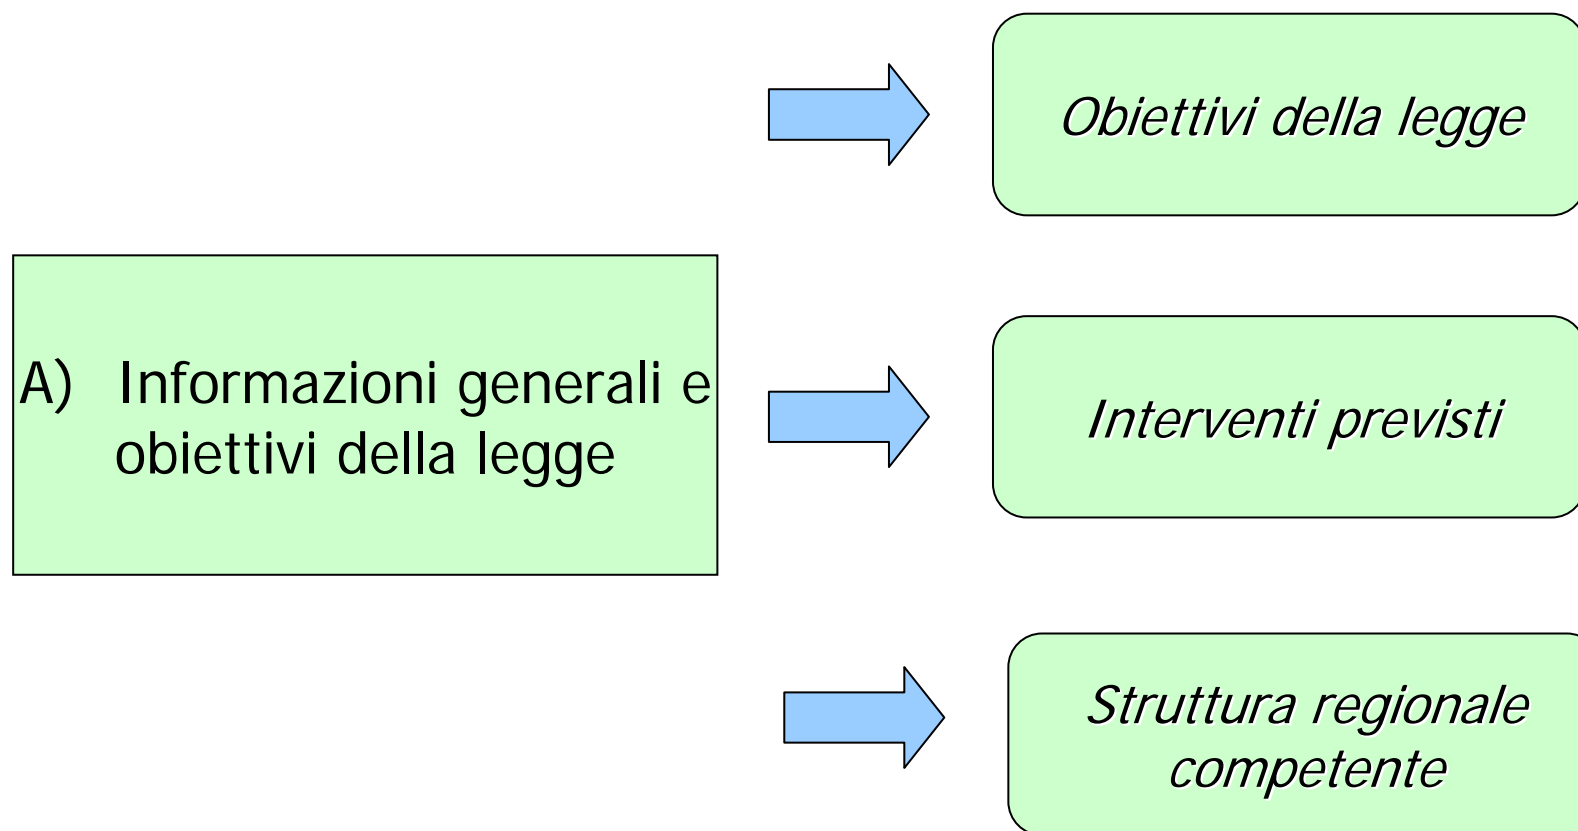 Obiettivi della legge
A) Informazioni generali e
obiettivi della legge
Interventi previsti
Struttura regionale
competente